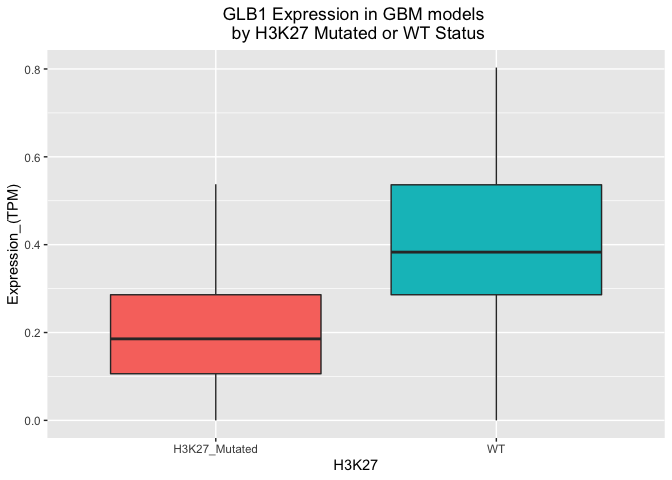 GLB1 Expression in GBM models
by H3K27 Mutated or WT Status
Expression_(TPM)
0.8
0.6
0.4
0.2
0.0
H3K27_Mutated
WT
H3K27